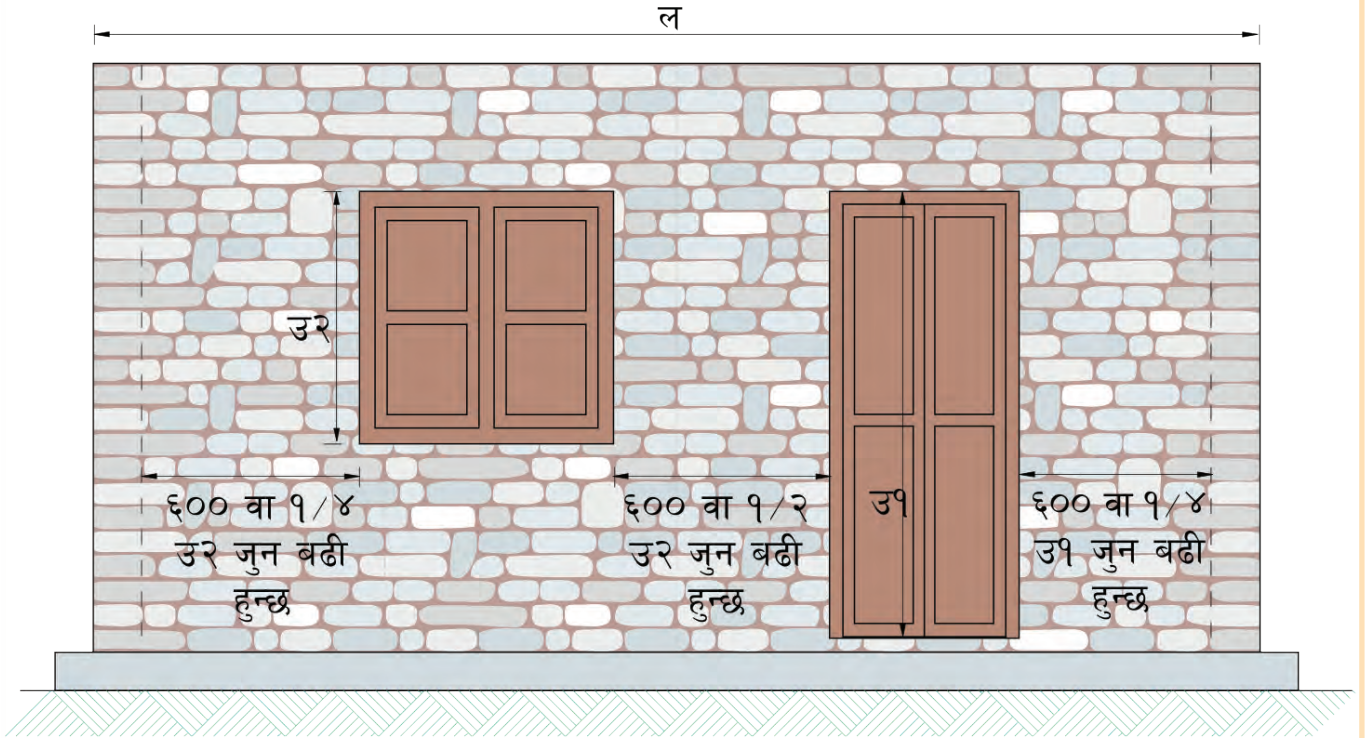 ल
उ२
६०० वा १/४
उ२ जुन बढी
हुन्छ
६०० वा १/२
उ२ जुन बढी
हुन्छ
उ१
६०० वा १/४
उ१ जुन बढी
हुन्छ